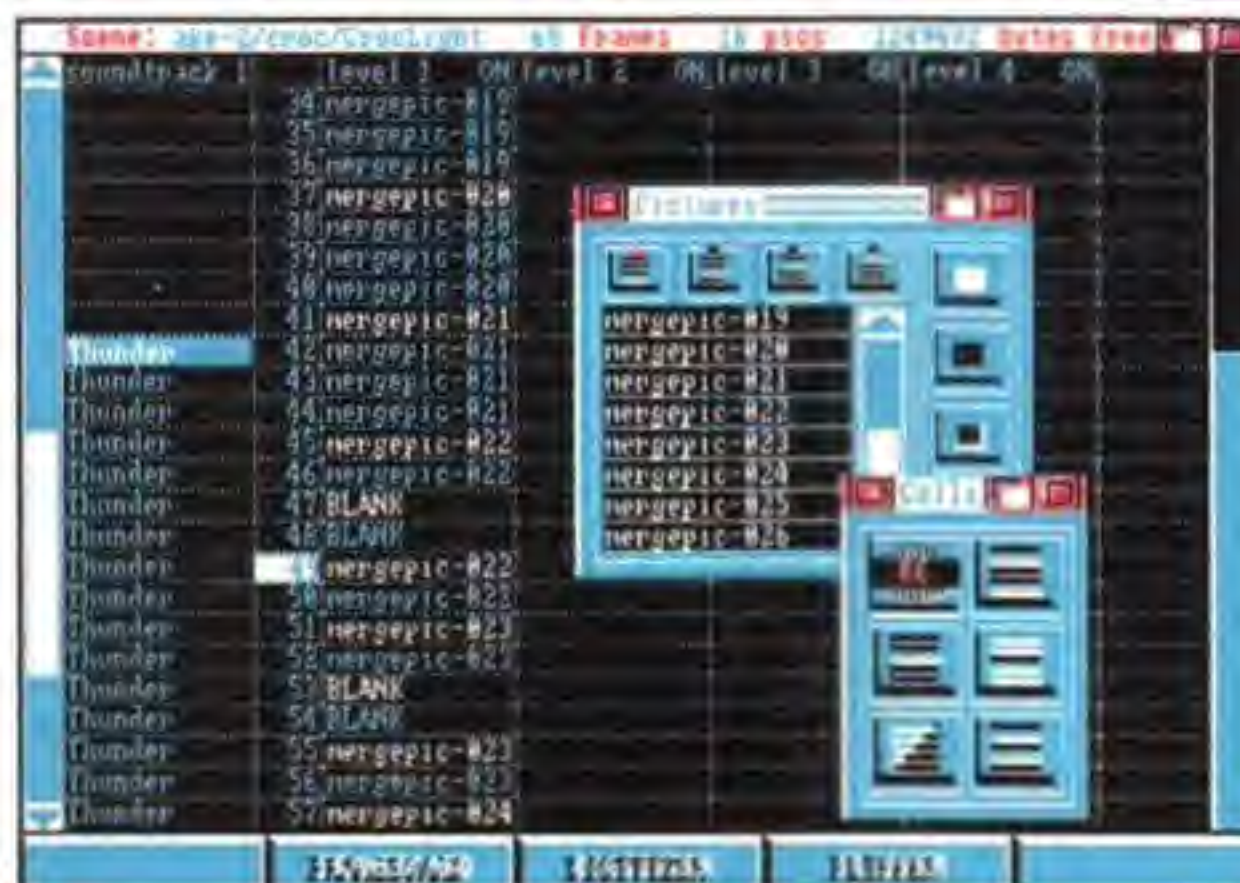 Scene: frames bytes free
soundtrack 1 level 1 ON level 2 ON level 3 ON level 4 ON
34 mergepic-019
35 mergepic-019
36 mergepic-019
37 mergepic-020
38 mergepic-020
39 mergepic-020
40 mergepic-020
41 mergepic-021
Thunder 42 mergepic-021
Thunder 43 mergepic-021
Thunder 44 mergepic-021
Thunder 45 mergepic-022
Thunder 46 mergepic-022
Thunder 47 BLANK
Thunder 48 BLANK
Thunder mergepic-022
Thunder mergepic-022
Thunder 51 mergepic-023
Thunder 52 mergepic-023
Thunder 53 BLANK
Thunder 54 BLANK
Thunder 55 mergepic-023
Thunder 56 mergepic-023
Thunder 57 mergepic-024
Pictures
mergepic-019
mergepic-020
mergepic-021
mergepic-022
mergepic-023
mergepic-024
mergepic-025
mergepic-026
Cells